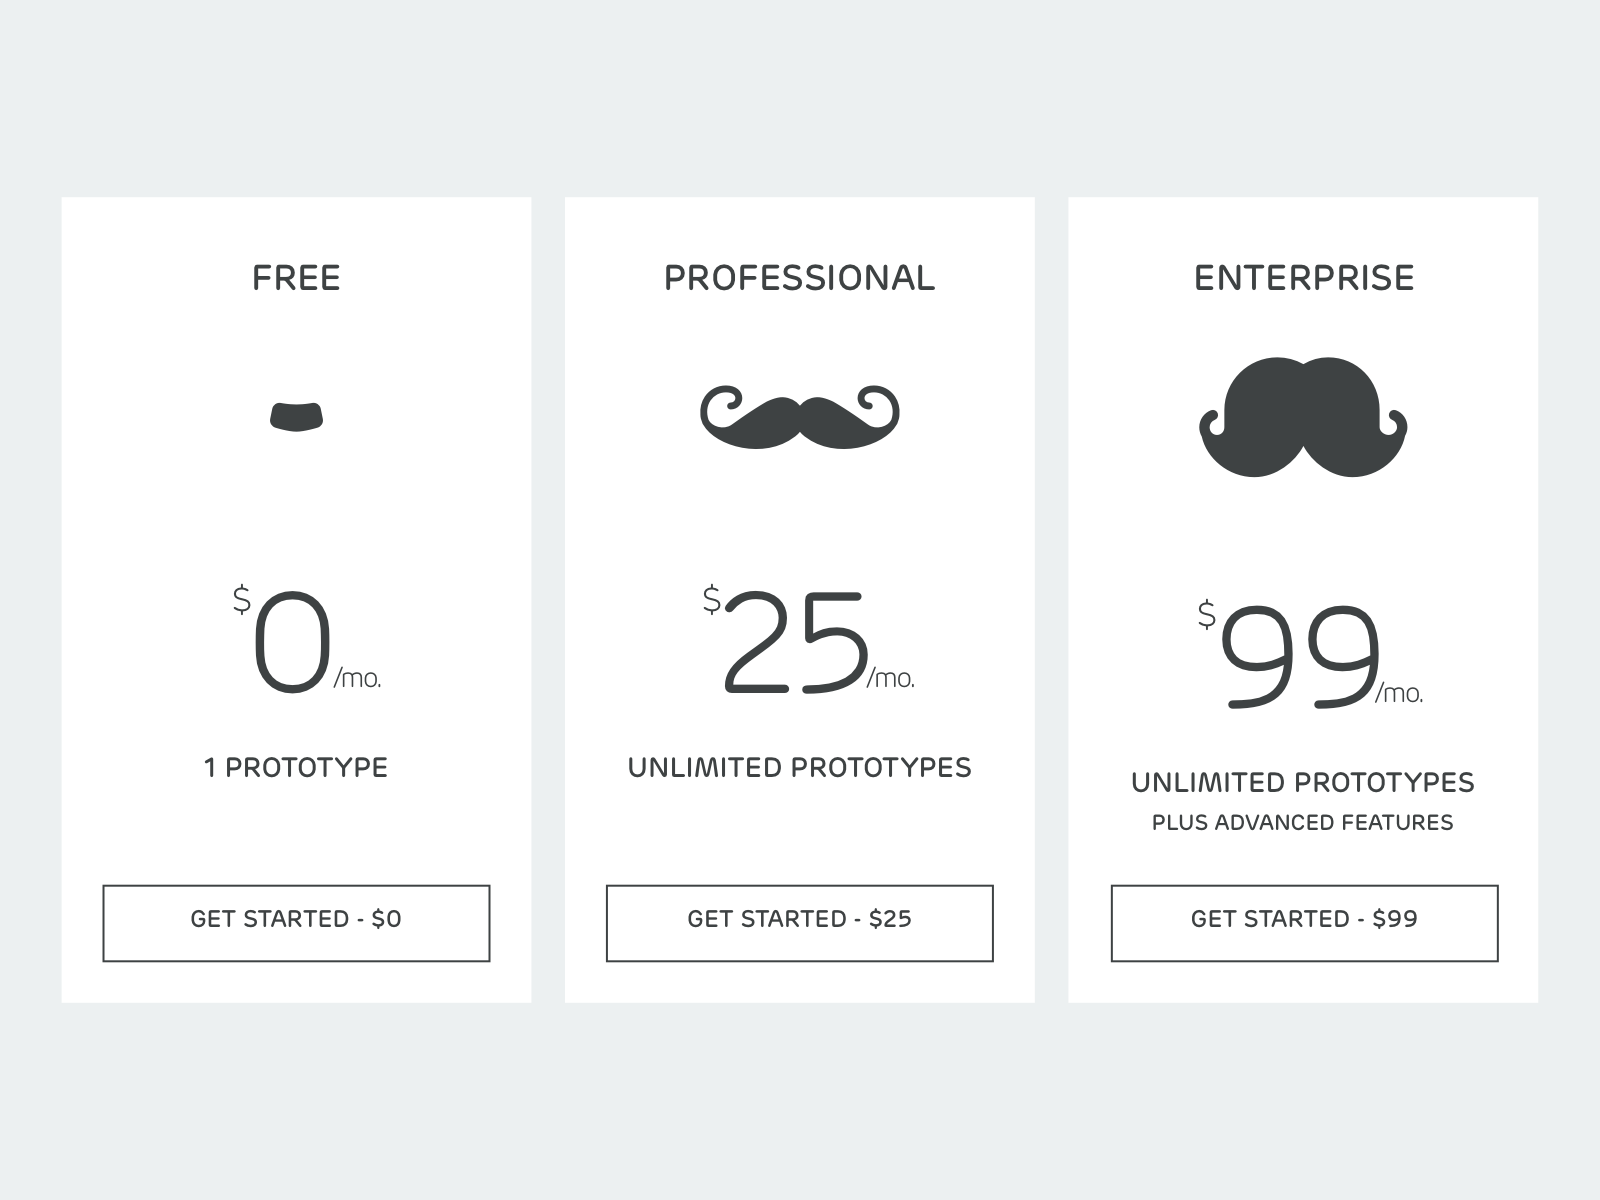 FREE
$0/mo.
1 PROTOTYPE
GET STARTED - $0
PROFESSIONAL
$25/mo.
UNLIMITED PROTOTYPES
GET STARTED - $25
ENTERPRISE
$99/mo.
UNLIMITED PROTOTYPES
PLUS ADVANCED FEATURES
GET STARTED - $99